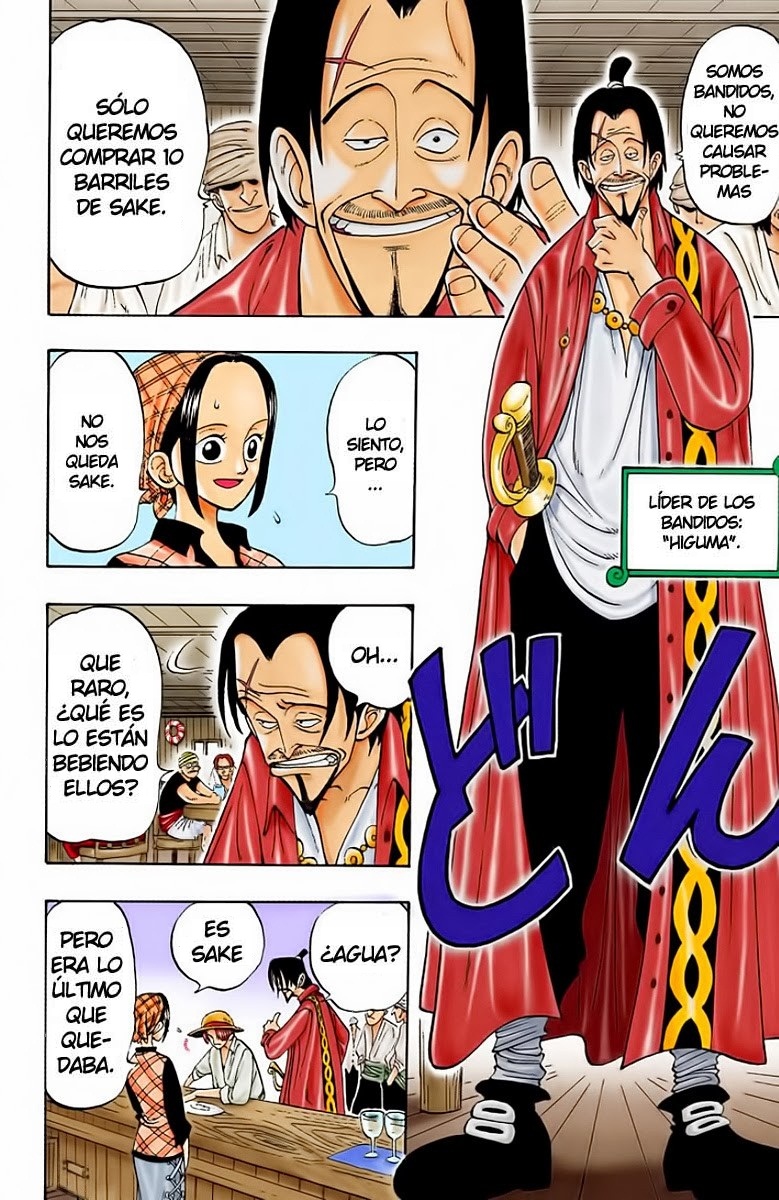 SOMOS
BANDIDOS,
NO
QUEREMOS
CAUSAR
PROBLE-
MAS
SÓLO
QUEREMOS
COMPRAR 10
BARRILES
DE SAKE.
LÍDER DE LOS
BANDIDOS:
"HIGUMA".
ドン
LO
SIENTO,
PERO
...
NO
NOS
QUEDA
SAKE.
OH...
QUE
RARO,
¿QUÉ ES
LO ESTÁN
BEBIENDO
ELLOS?
¿AGUA?
ES
SAKE
PERO
ERA LO
ÚLTIMO
QUE
QUE-
DABA.